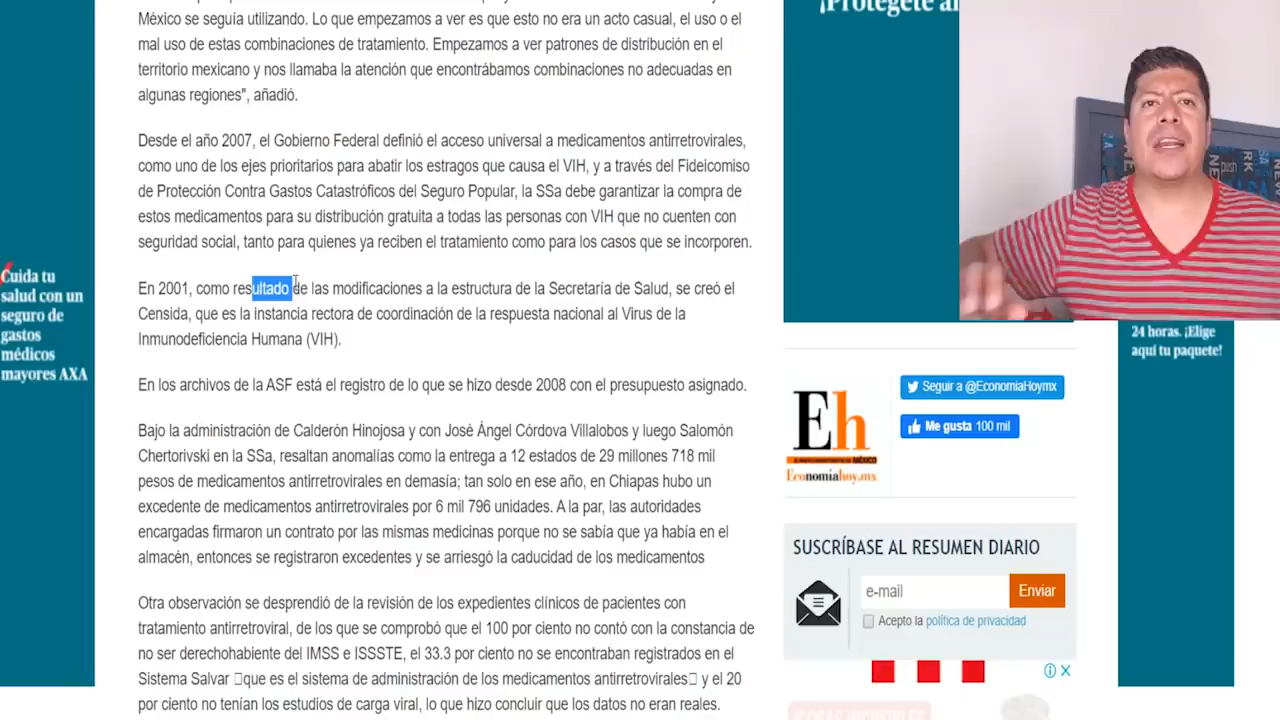 México se seguía utilizando. Lo que empezamos a ver es que esto no era un acto casual, el uso o el
mal uso de estas combinaciones de tratamiento. Empezamos a ver patrones de distribución en el
territorio mexicano y nos llamaba la atención que encontrábamos combinaciones no adecuadas en
algunas regiones", añadió.
Desde el año 2007, el Gobierno Federal definió el acceso universal a medicamentos antirretrovirales,
como uno de los ejes prioritarios para abatir los estragos que causa el VIH, y a través del Fideicomiso
de Protección Contra Gastos Catastróficos del Seguro Popular, la SSa debe garantizar la compra de
estos medicamentos para su distribución gratuita a todas las personas con VIH que no cuenten con
seguridad social, tanto para quienes ya reciben el tratamiento como para los casos que se incorporen.
En 2001, como resultado de las modificaciones a la estructura de la Secretaría de Salud, se creó el
Censida, que es la instancia rectora de coordinación de la respuesta nacional al Virus de la
Inmunodeficiencia Humana (VIH).
En los archivos de la ASF está el registro de lo que se hizo desde 2008 con el presupuesto asignado.
Bajo la administración de Calderón Hinojosa y con José Ángel Córdova Villalobos y luego Salomón
Chertorivski en la SSa, resaltan anomalías como la entrega a 12 estados de 29 millones 718 mil
pesos de medicamentos antirretrovirales en demasía; tan solo en ese año, en Chiapas hubo un
excedente de medicamentos antirretrovirales por 6 mil 796 unidades. A la par, las autoridades
encargadas firmaron un contrato por las mismas medicinas porque no se sabía que ya había en el
almacén, entonces se registraron excedentes y se arriesgó la caducidad de los medicamentos
Otra observación se desprendió de la revisión de los expedientes clínicos de pacientes con
tratamiento antirretroviral, de los que se comprobó que el 100 por ciento no contó con la constancia de
no ser derechohabiente del IMSS e ISSSTE, el 33.3 por ciento no se encontraban registrados en el
Sistema Salvar que es el sistema de administración de los medicamentos antirretrovirales y el 20
por ciento no tenían los estudios de carga viral, lo que hizo concluir que los datos no eran reales.
Cuida tu
salud con un
seguro de
gastos
médicos
mayores AXA
¡Protégete
24 horas. ¡Elige
aquí tu paquete!
Seguir a @EconomiaHoymx
Me gusta 100 mil
Eh
Economiahoy.mx
SUSCRÍBASE AL RESUMEN DIARIO
e-mail
Enviar
Acepto la política de privacidad